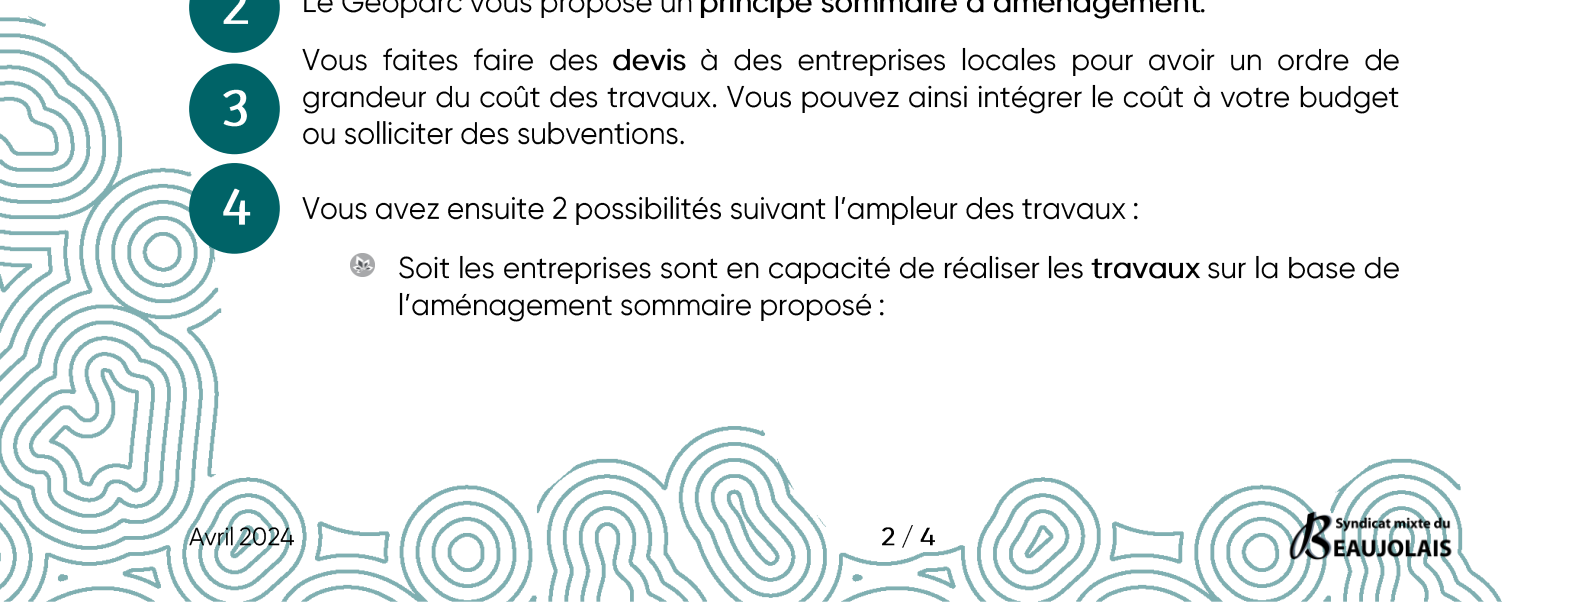 2
Le Géoparc vous propose un principe sommaire d'aménagement.
Vous faites faire des devis à des entreprises locales pour avoir un ordre de
3
grandeur du coût des travaux. Vous pouvez ainsi intégrer le coût à votre budget
ou solliciter des subventions.
4
Vous avez ensuite 2 possibilités suivant l'ampleur des travaux :
Soit les entreprises sont en capacité de réaliser les travaux sur la base de
l'aménagement sommaire proposé :
Avril 2024
2 / 4
Syndicat mixte du
BEAUJOLAIS